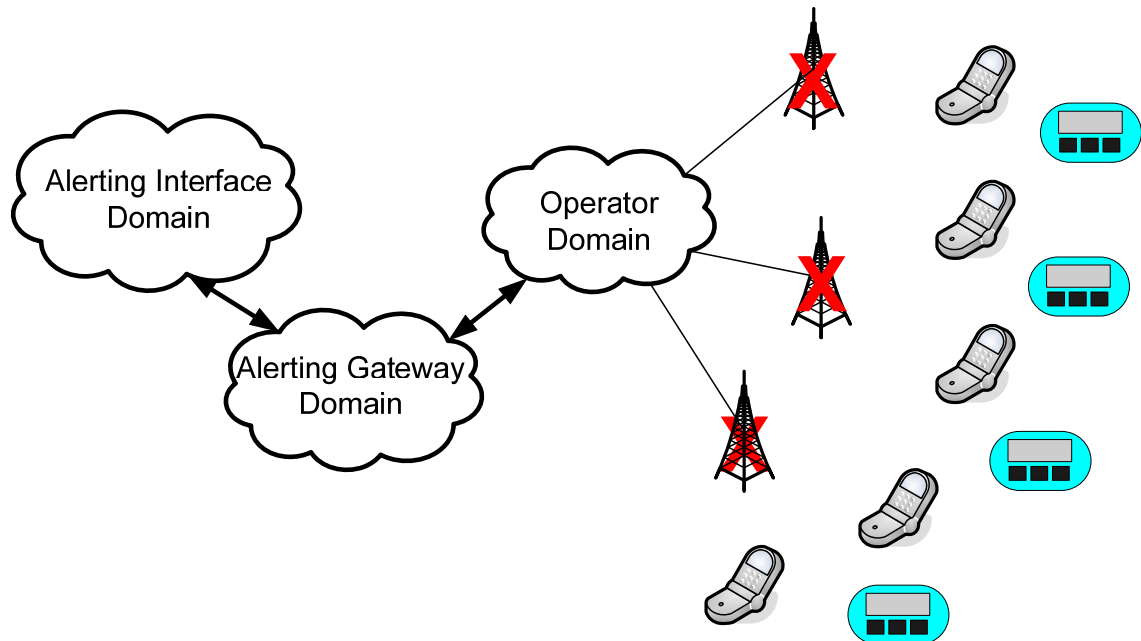 Alerting Interface
Domain
Operator
Domain
Alerting Gateway
Domain